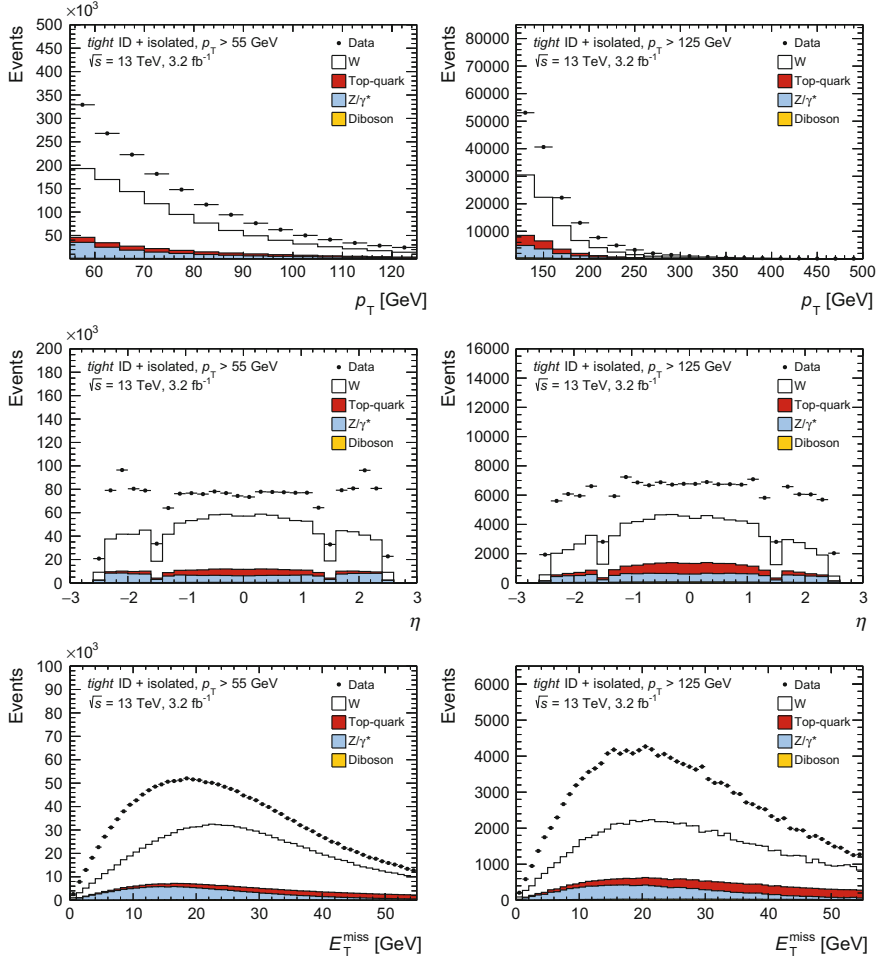 ×10³
Events
500
450
400
350
300
250
200
150
100
50
tight ID + isolated, pT > 55 GeV
√s = 13 TeV, 3.2 fb⁻¹
Data
W
Top-quark
Z/γ*
Diboson
60 70 80 90 100 110 120
pT [GeV]
Events
80000
70000
60000
50000
40000
30000
20000
10000
tight ID + isolated, pT > 125 GeV
√s = 13 TeV, 3.2 fb⁻¹
Data
W
Top-quark
Z/γ*
Diboson
150 200 250 300 350 400 450 500
pT [GeV]
×10³
Events
200
180
160
140
120
100
80
60
40
20
0
tight ID + isolated, pT > 55 GeV
√s = 13 TeV, 3.2 fb⁻¹
Data
W
Top-quark
Z/γ*
Diboson
−3 −2 −1 0 1 2 3
η
Events
16000
14000
12000
10000
8000
6000
4000
2000
0
tight ID + isolated, pT > 125 GeV
√s = 13 TeV, 3.2 fb⁻¹
Data
W
Top-quark
Z/γ*
Diboson
−3 −2 −1 0 1 2 3
η
×10³
Events
100
90
80
70
60
50
40
30
20
10
0
tight ID + isolated, pT > 55 GeV
√s = 13 TeV, 3.2 fb⁻¹
Data
W
Top-quark
Z/γ*
Diboson
0 10 20 30 40 50
E_T^miss [GeV]
Events
6000
5000
4000
3000
2000
1000
0
tight ID + isolated, pT > 125 GeV
√s = 13 TeV, 3.2 fb⁻¹
Data
W
Top-quark
Z/γ*
Diboson
0 10 20 30 40 50
E_T^miss [GeV]